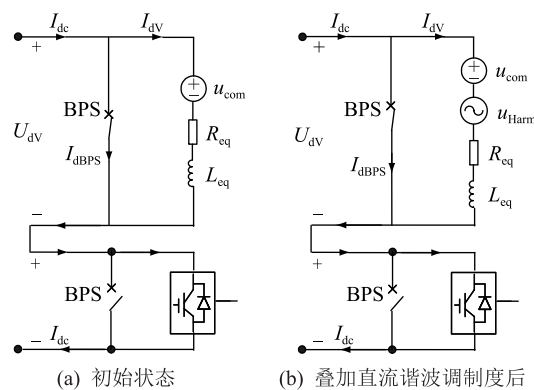 I_dc I_dV I_dc I_dV
+ + − + + −
u_com u_com
BPS BPS u_Harm
R_eq
U_dV U_dV R_eq
I_dBPS I_dBPS
L_eq L_eq
− −
+ +
BPS BPS
− I_dc − I_dc
(a) 初始状态 (b) 叠加直流谐波调制度后